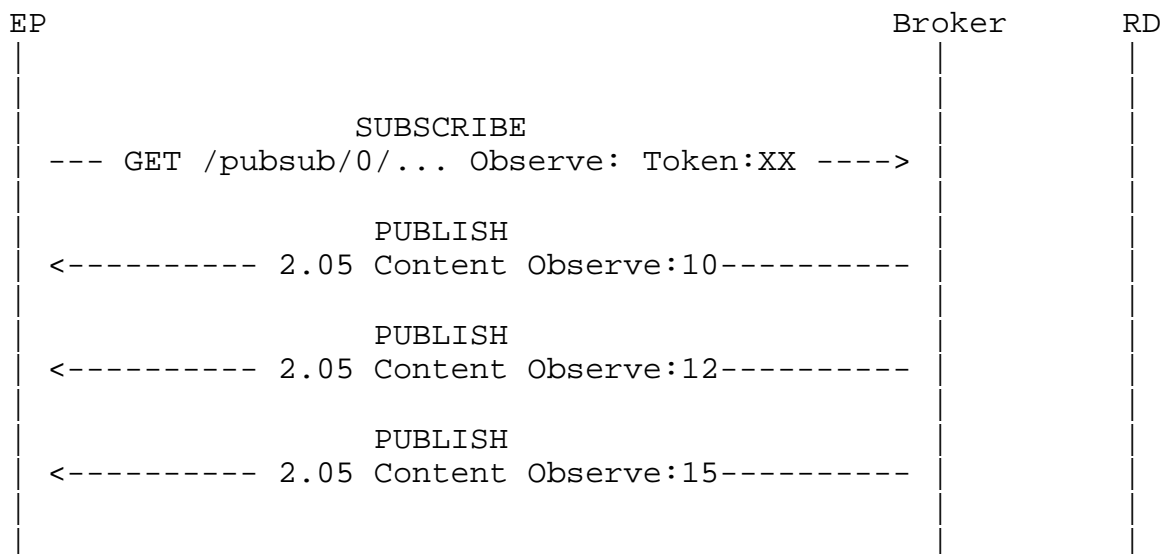 EP Broker RD
SUBSCRIBE
--- GET /pubsub/0/... Observe: Token:XX ---->
PUBLISH
<---------- 2.05 Content Observe:10----------
PUBLISH
<---------- 2.05 Content Observe:12----------
PUBLISH
<---------- 2.05 Content Observe:15----------